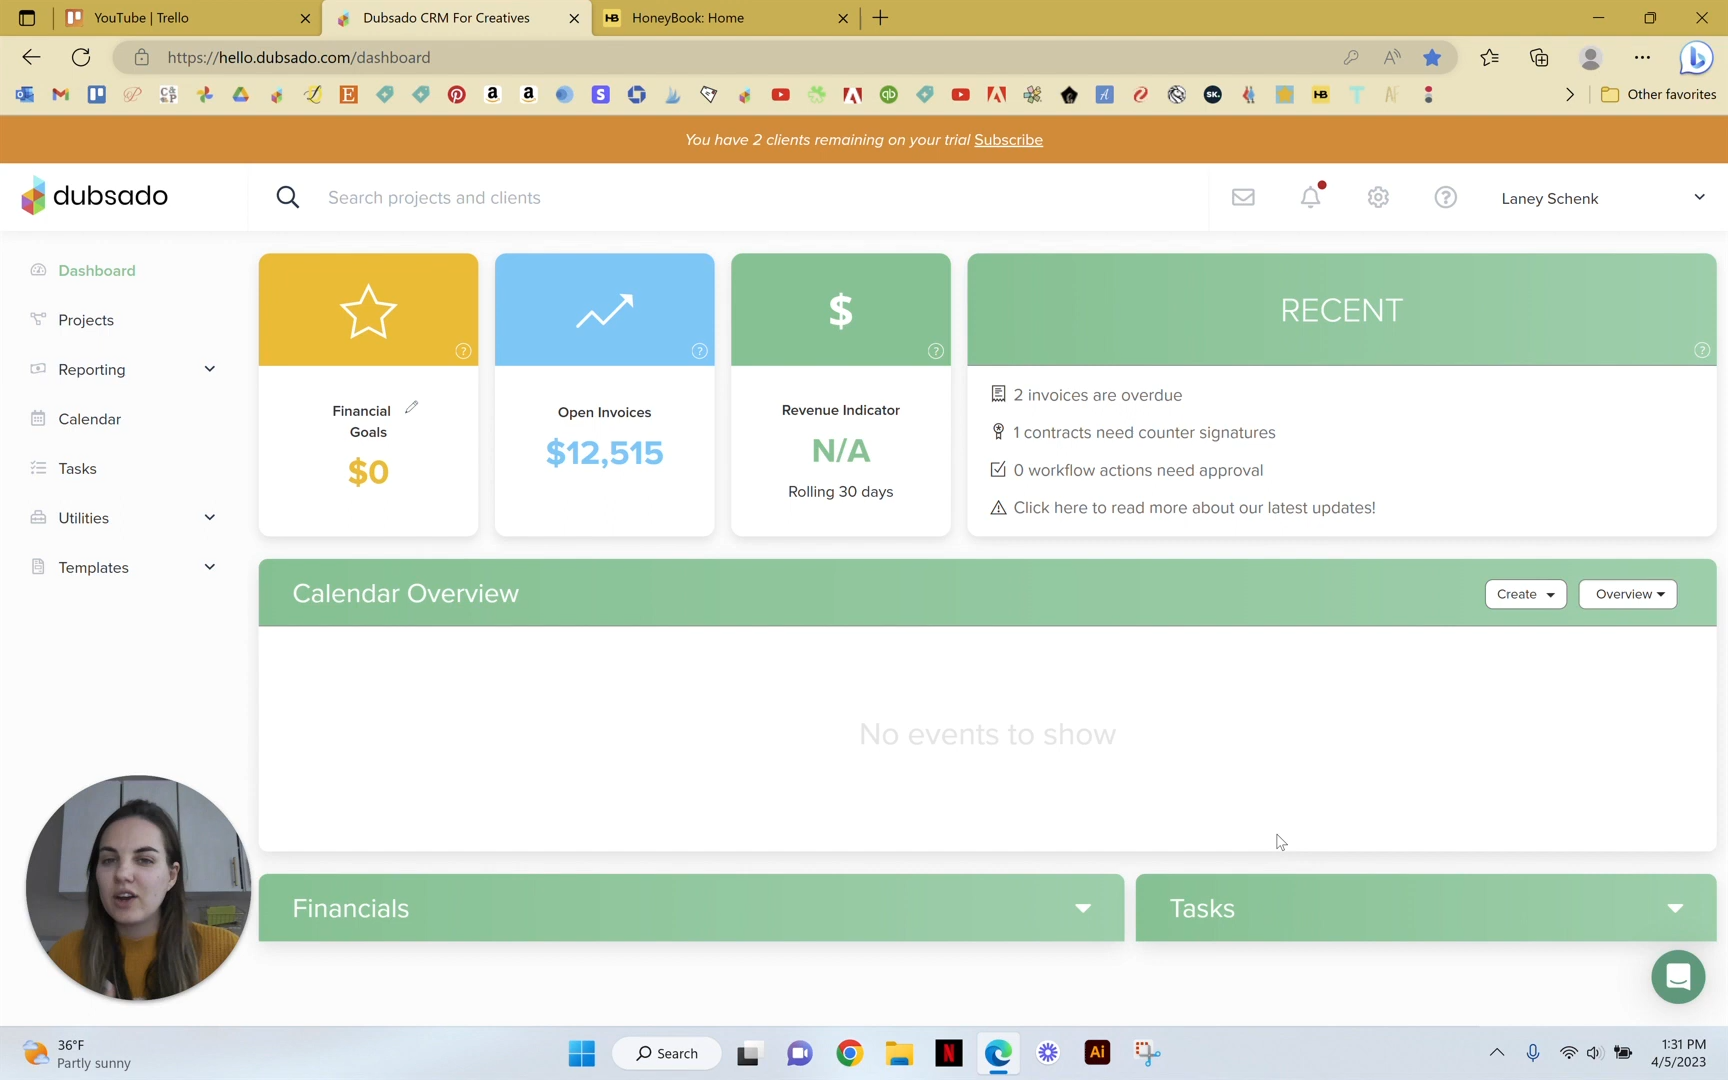 YouTube | Trello
Dubsado CRM For Creatives
HB
HoneyBook: Home
https://hello.dubsado.com/dashboard
Other favorites
You have 2 clients remaining on your trial Subscribe
dubsado
Search projects and clients
Laney Schenk
Dashboard
Projects
Reporting
Calendar
Tasks
Utilities
Templates
Financial
Goals
$0
Open Invoices
$12,515
$
Revenue Indicator
N/A
Rolling 30 days
RECENT
2 invoices are overdue
1 contracts need counter signatures
0 workflow actions need approval
Click here to read more about our latest updates!
Calendar Overview
Create
Overview
No events to show
Financials
Tasks
36°F
Partly sunny
Search
N
Ai
1:31 PM
4/5/2023